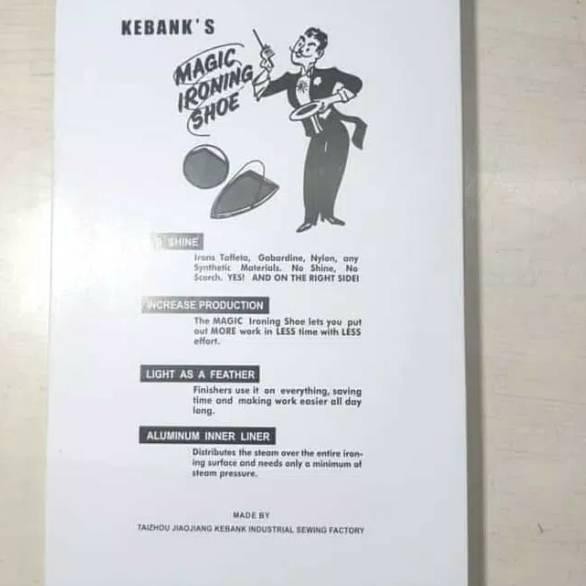 KEBANK'S
MAGIC
IRONING
SHOE
SHINE
Irons Taffeta, Gabardine, Nylon, any
Synthetic Materials. No Shine, No
Scorch. YES! AND ON THE RIGHT SIDE!
INCREASE PRODUCTION
The MAGIC Ironing Shoe lets you put
out MORE work in LESS time with LESS
effort.
LIGHT AS A FEATHER
Finishers use it on everything, saving
time and making work easier all day
long.
ALUMINUM INNER LINER
Distributes the steam over the entire iron-
ing surface and needs only a minimum of
steam pressure.
MADE BY
TAIZHOU JIAOJIANG KEBANK INDUSTRIAL SEWING FACTORY